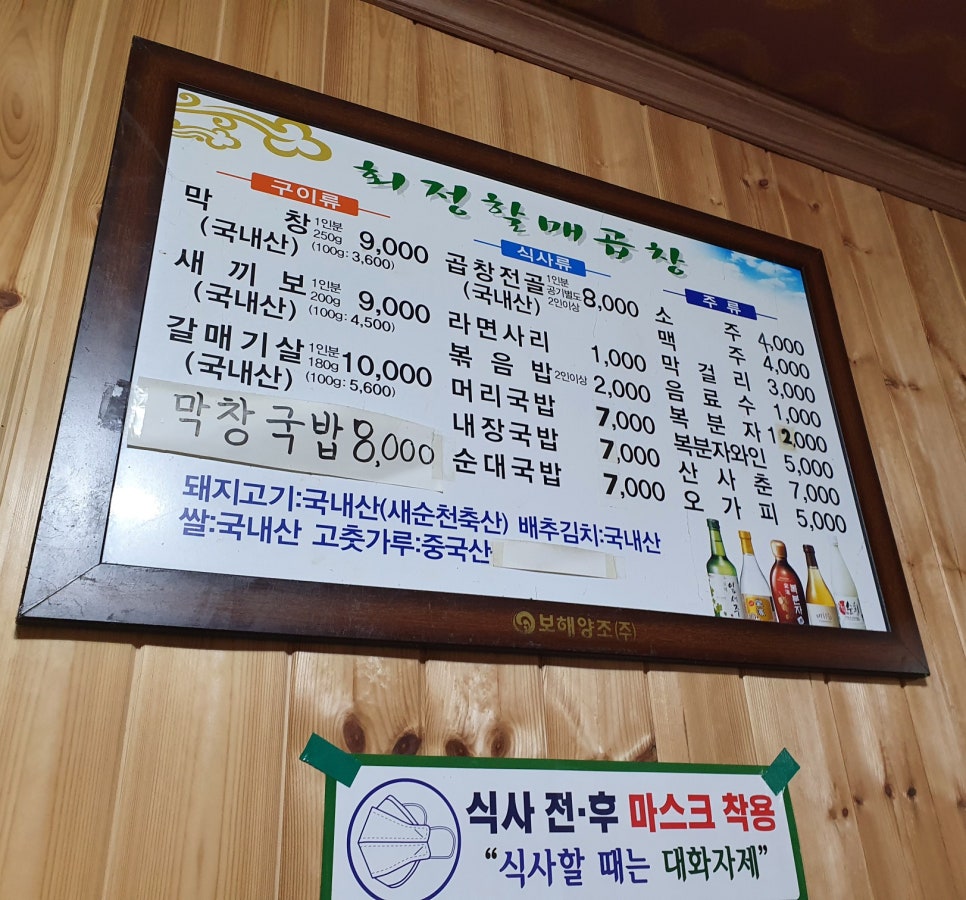 희정할매곱창
구이류
막창 1인분 250g 9,000
(국내산) (100g:3,600)
새끼보 1인분 200g 9,000
(국내산) (100g:4,500)
갈매기살 1인분 180g 10,000
(국내산) (100g:5,600)
막창국밥 8,000
식사류
곱창전골 1인분 공기별도 2인이상 8,000
(국내산)
라면사리 1,000
볶음밥 2인이상 2,000
머리국밥 7,000
내장국밥 7,000
순대국밥 7,000
주류
소주 4,000
맥주 4,000
막걸리 3,000
음료수 1,000
복분자 12,000
복분자와인 5,000
산사춘 7,000
오가피 5,000
돼지고기:국내산(새순천축산) 배추김치:국내산
쌀:국내산 고춧가루:중국산
보해양조(주)
식사 전·후 마스크 착용
“식사할 때는 대화자제”